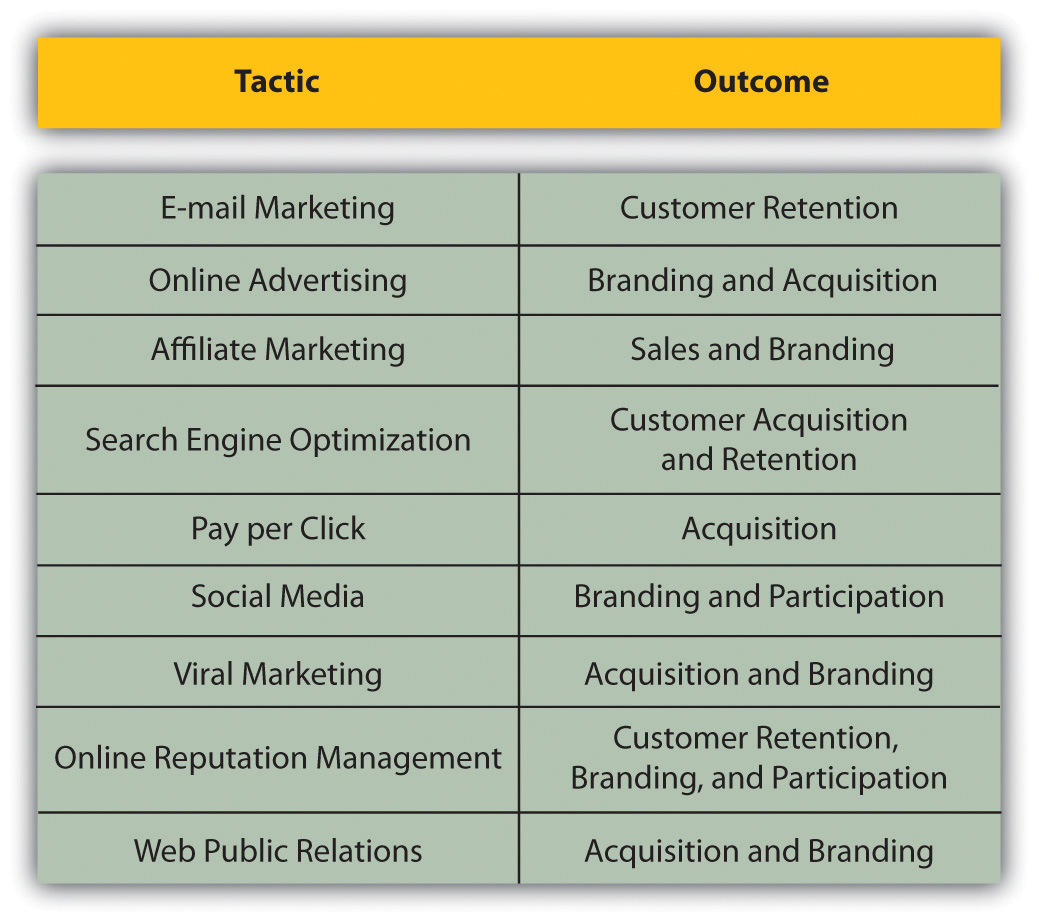 Tactic Outcome
E-mail Marketing Customer Retention
Online Advertising Branding and Acquisition
Affiliate Marketing Sales and Branding
Search Engine Optimization Customer Acquisition
and Retention
Pay per Click Acquisition
Social Media Branding and Participation
Viral Marketing Acquisition and Branding
Online Reputation Management Customer Retention,
Branding, and Participation
Web Public Relations Acquisition and Branding